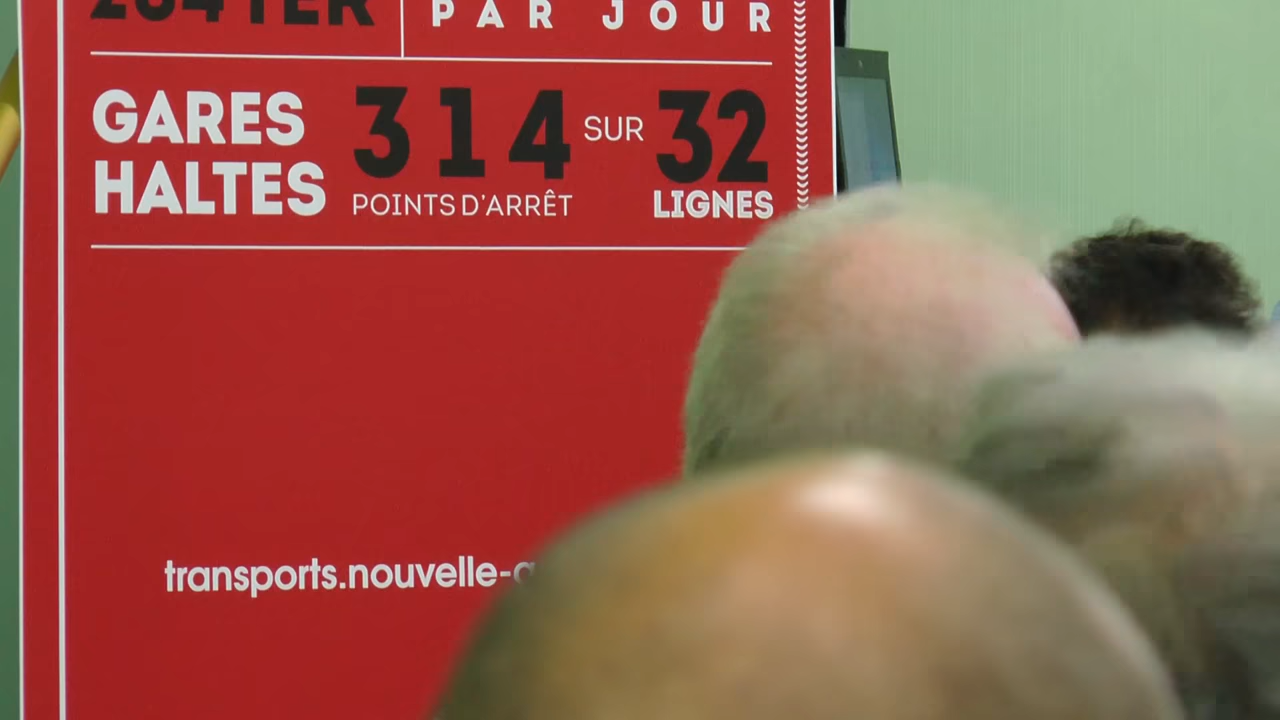 PAR JOUR
GARES
HALTES
314 SUR 32
POINTS D'ARRÊT
LIGNES
transports.nouvelle-